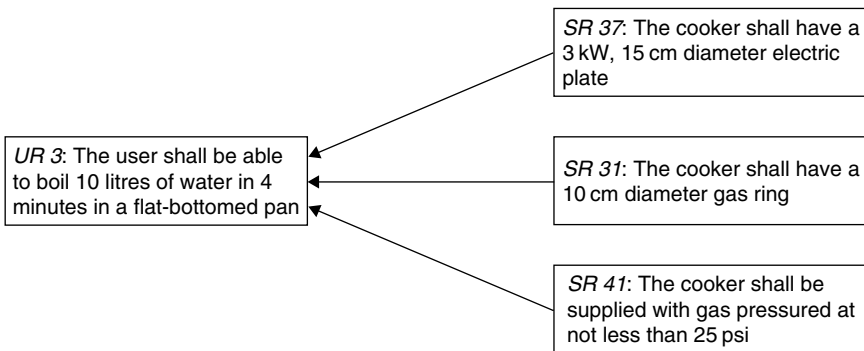 SR 37: The cooker shall have a
3 kW, 15 cm diameter electric
plate
UR 3: The user shall be able
to boil 10 litres of water in 4
minutes in a flat-bottomed pan
SR 31: The cooker shall have a
10 cm diameter gas ring
SR 41: The cooker shall be
supplied with gas pressured at
not less than 25 psi